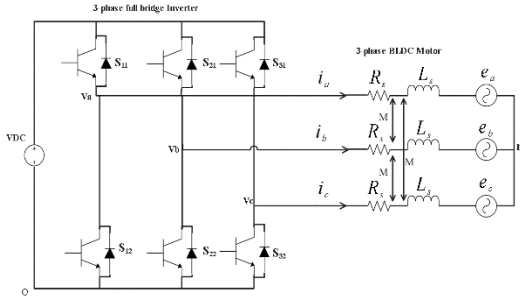 3-phase full bridge Inverter
S11
S21
S31
3-phase BLDC Motor
Va
ia
Rs
Ls
ea
VDC
M
Vb
ib
Rs
Ls
eb
n
M
M
Vc
ic
Rs
Ls
ec
S12
S22
S32
O